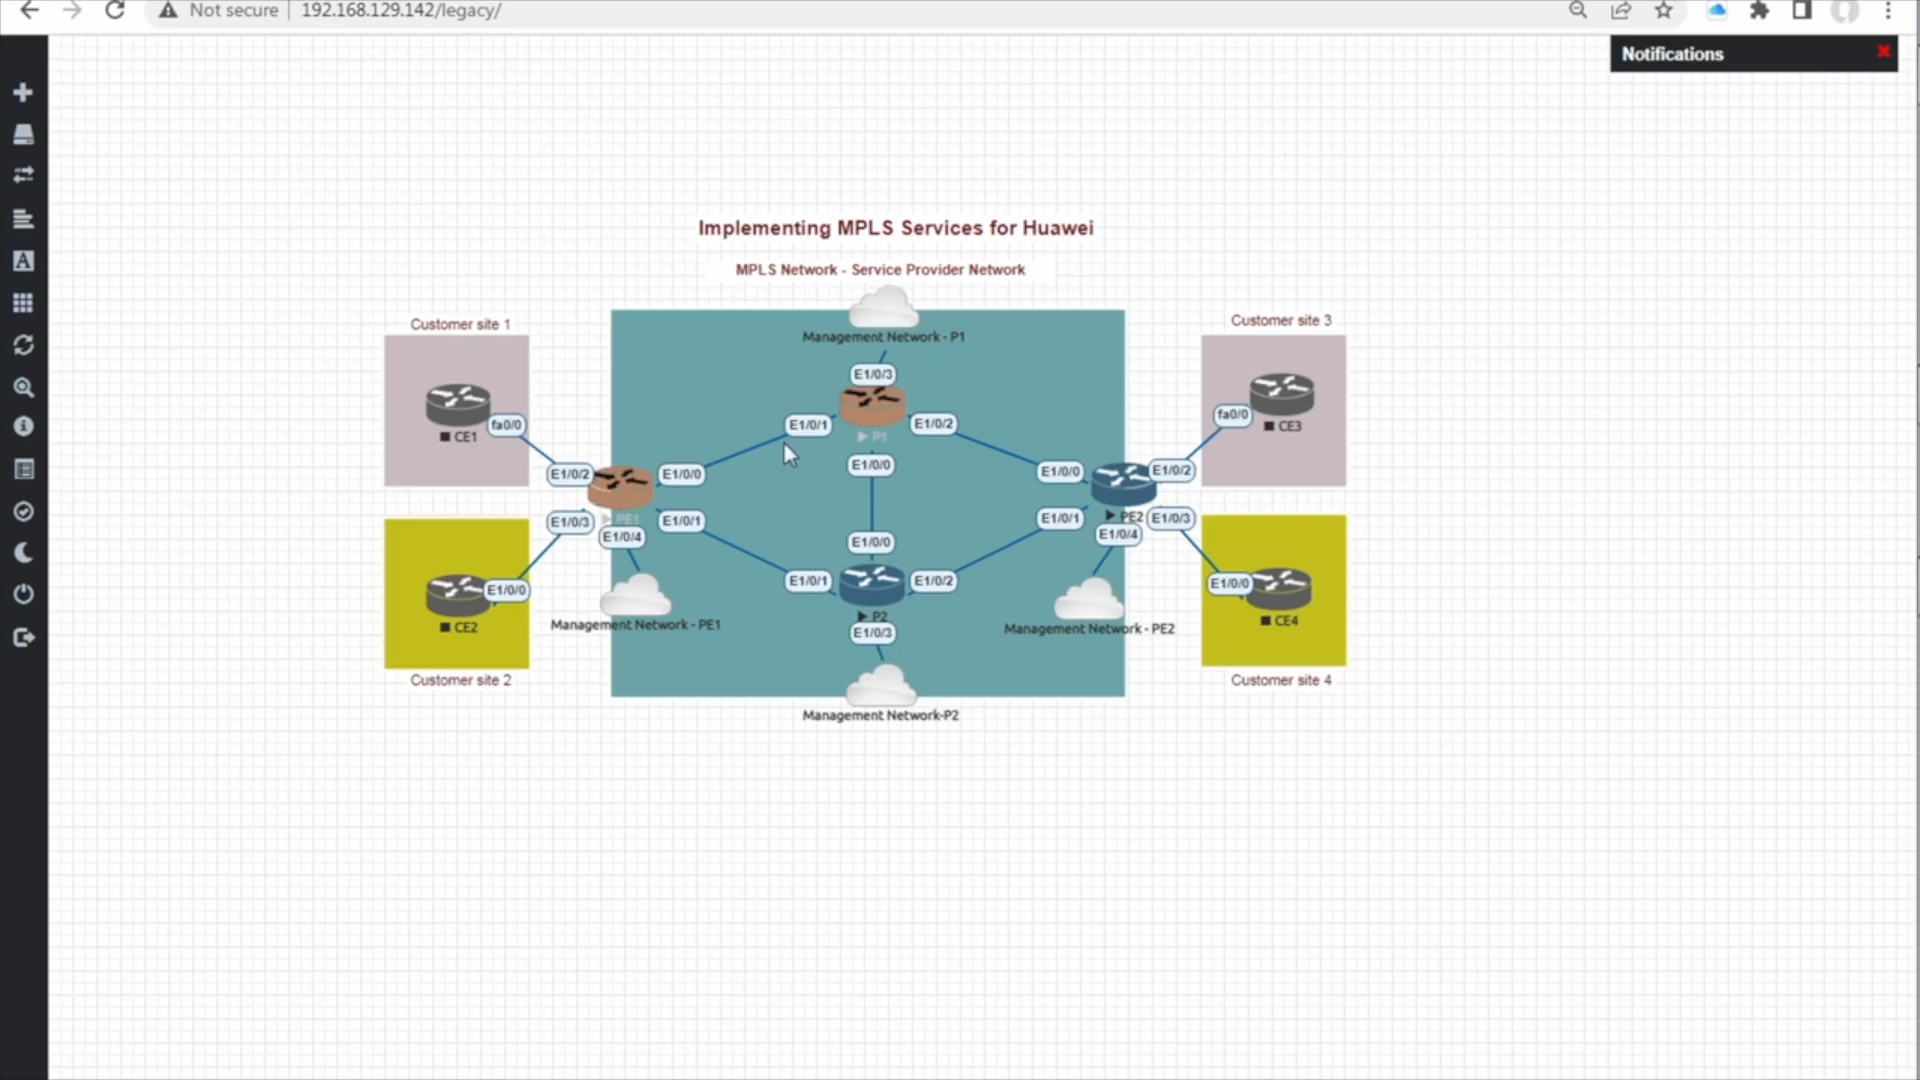 Not secure
192.168.129.142/legacy/
Notifications
Implementing MPLS Services for Huawei
MPLS Network - Service Provider Network
Customer site 1
Customer site 3
Management Network - P1
E1/0/3
CE1
fa0/0
E1/0/1
P1
E1/0/2
fa0/0
CE3
E1/0/2
E1/0/0
E1/0/0
E1/0/0
E1/0/2
E1/0/3
PE1
E1/0/1
E1/0/4
E1/0/1
PE2
E1/0/3
E1/0/4
E1/0/0
E1/0/0
CE2
E1/0/1
E1/0/2
P2
E1/0/3
E1/0/0
CE4
Management Network - PE1
Management Network - PE2
Customer site 2
Customer site 4
Management Network-P2